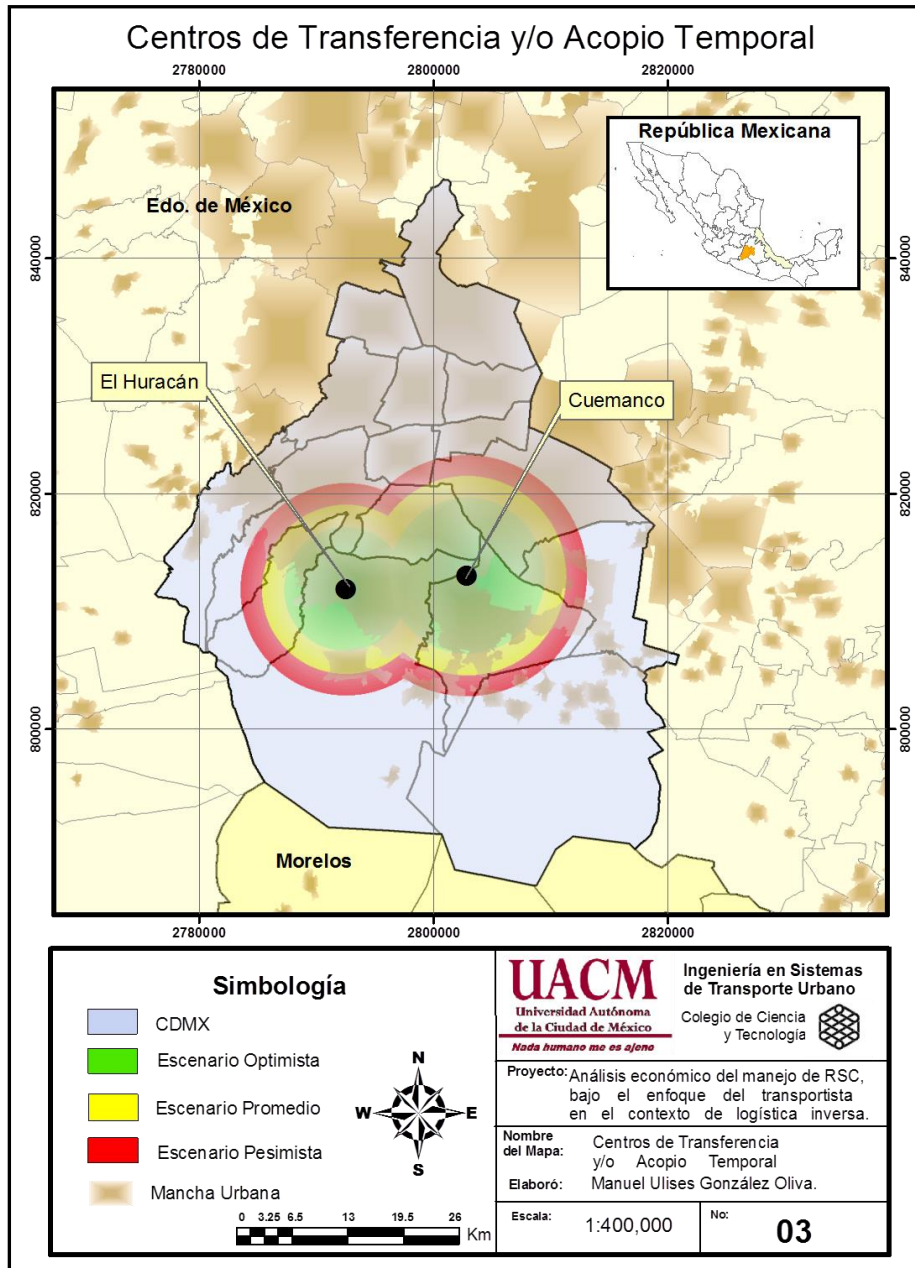 Centros de Transferencia y/o Acopio Temporal
2780000 2800000 2820000
República Mexicana
Edo. de México
840000 840000
El Huracán
Cuemanco
820000 820000
800000 800000
Morelos
2780000 2800000 2820000
Simbología
CDMX
Escenario Optimista
Escenario Promedio
Escenario Pesimista
Mancha Urbana
N
W E
S
0 3.25 6.5 13 19.5 26
Km
UACM
Universidad Autónoma
de la Ciudad de México
Nada humano me es ajeno
Ingeniería en Sistemas
de Transporte Urbano
Colegio de Ciencia
y Tecnología
Proyecto: Análisis económico del manejo de RSC,
bajo el enfoque del transportista
en el contexto de logística inversa.
Nombre
del Mapa: Centros de Transferencia
y/o Acopio Temporal
Elaboró: Manuel Ulises González Oliva.
Escala: 1:400,000
No: 03